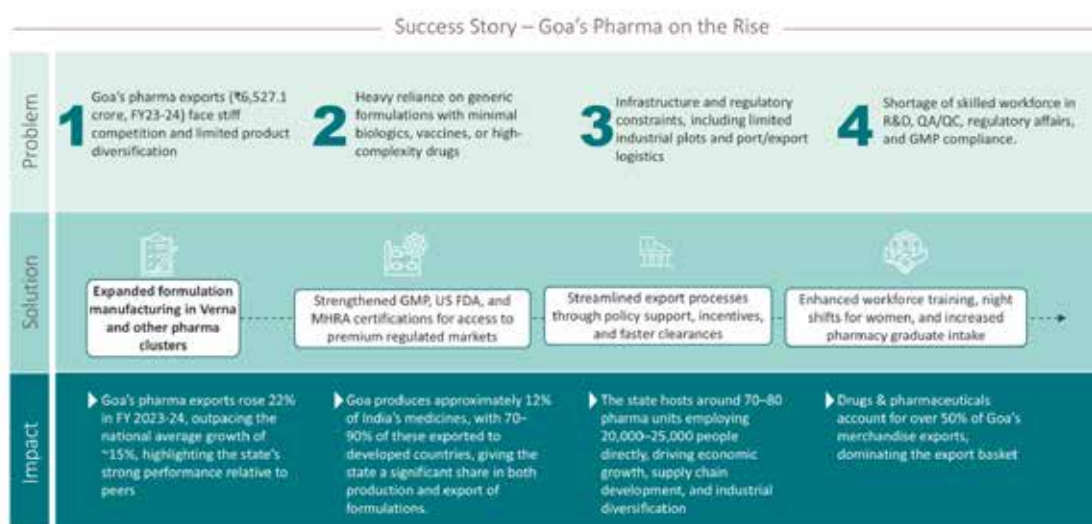 Success Story – Goa's Pharma on the Rise
Problem
1
Goa's pharma exports (₹6,527.1
crore, FY23-24) face stiff
competition and limited product
diversification
2
Heavy reliance on generic
formulations with minimal
biologics, vaccines, or high-
complexity drugs
3
Infrastructure and regulatory
constraints, including limited
industrial plots and port/export
logistics
4
Shortage of skilled workforce in
R&D, QA/QC, regulatory affairs,
and GMP compliance.
Solution
Expanded formulation
manufacturing in Verna
and other pharma
clusters
Strengthened GMP, US FDA, and
MHRA certifications for access to
premium regulated markets
Streamlined export processes
through policy support, incentives,
and faster clearances
Enhanced workforce training, night
shifts for women, and increased
pharmacy graduate intake
Impact
Goa's pharma exports rose 22%
in FY 2023-24, outpacing the
national average growth of
~15%, highlighting the state's
strong performance relative to
peers
Goa produces approximately 12%
of India's medicines, with 70–
90% of these exported to
developed countries, giving the
state a significant share in both
production and export of
formulations.
The state hosts around 70–80
pharma units employing
20,000–25,000 people
directly, driving economic
growth, supply chain
development, and industrial
diversification
Drugs & pharmaceuticals
account for over 50% of Goa's
merchandise exports,
dominating the export basket